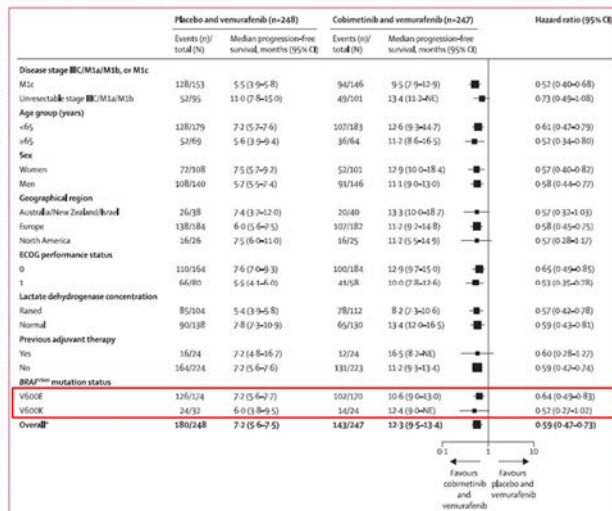 Placebo and vemurafenib (n=248) Cobimetinib and vemurafenib (n=247) Hazard ratio (95% CI)
Events (n)/ total (N) Median progression-free survival, months (95% CI) Events (n)/ total (N) Median progression-free survival, months (95% CI)
Disease stage IIIC/M1a/M1b, or M1c
M1c 128/153 5·5 (3·9–5·8) 94/146 9·5 (7·9–12·9) 0·52 (0·40–0·68)
Unresectable stage IIIC/M1a/M1b 52/95 11·0 (7·8–15·0) 49/101 13·4 (11·2–NE) 0·73 (0·49–1·08)
Age group (years)
<65 128/179 7·2 (5·7–7·6) 107/183 12·6 (9·3–14·7) 0·61 (0·47–0·79)
≥65 52/69 5·6 (3·9–9·4) 36/64 11·2 (8·6–16·5) 0·52 (0·34–0·80)
Sex
Women 72/108 7·5 (5·7–9·2) 52/101 12·9 (10·0–18·4) 0·57 (0·40–0·82)
Men 108/140 5·7 (5·5–7·4) 91/146 11·1 (9·0–13·0) 0·58 (0·44–0·77)
Geographical region
Australia/New Zealand/Israel 26/38 7·4 (3·7–12·0) 20/40 13·3 (10·0–18·7) 0·57 (0·32–1·03)
Europe 138/184 6·0 (5·6–7·5) 107/182 11·2 (9·2–14·8) 0·58 (0·45–0·75)
North America 16/26 7·5 (6·0–11·0) 16/25 11·2 (5·5–14·9) 0·57 (0·28–1·17)
ECOG performance status
0 110/164 7·6 (7·0–9·3) 100/184 12·9 (9·7–15·0) 0·65 (0·49–0·85)
1 66/80 5·5 (4·1–6·0) 41/58 10·0 (7·8–12·6) 0·53 (0·35–0·78)
Lactate dehydrogenase concentration
Raised 85/104 5·4 (3·9–5·8) 78/112 8·2 (7·3–10·6) 0·57 (0·42–0·78)
Normal 90/138 7·8 (7·3–10·9) 65/130 13·4 (12·0–16·5) 0·59 (0·43–0·81)
Previous adjuvant therapy
Yes 16/24 7·2 (4·8–16·7) 12/24 16·5 (8·2–NE) 0·60 (0·28–1·27)
No 164/224 7·2 (5·6–7·6) 131/223 11·2 (9·3–13·4) 0·59 (0·47–0·74)
BRAF mutation status
V600E 126/174 7·2 (5·6–7·7) 102/170 10·6 (9·0–13·0) 0·64 (0·49–0·83)
V600K 24/32 6·0 (3·8–9·5) 14/24 12·4 (9·0–NE) 0·52 (0·27–1·02)
Overall* 180/248 7·2 (5·6–7·5) 143/247 12·3 (9·5–13·4) 0·59 (0·47–0·73)
0·1 1 10
Favours cobimetinib and vemurafenib Favours placebo and vemurafenib